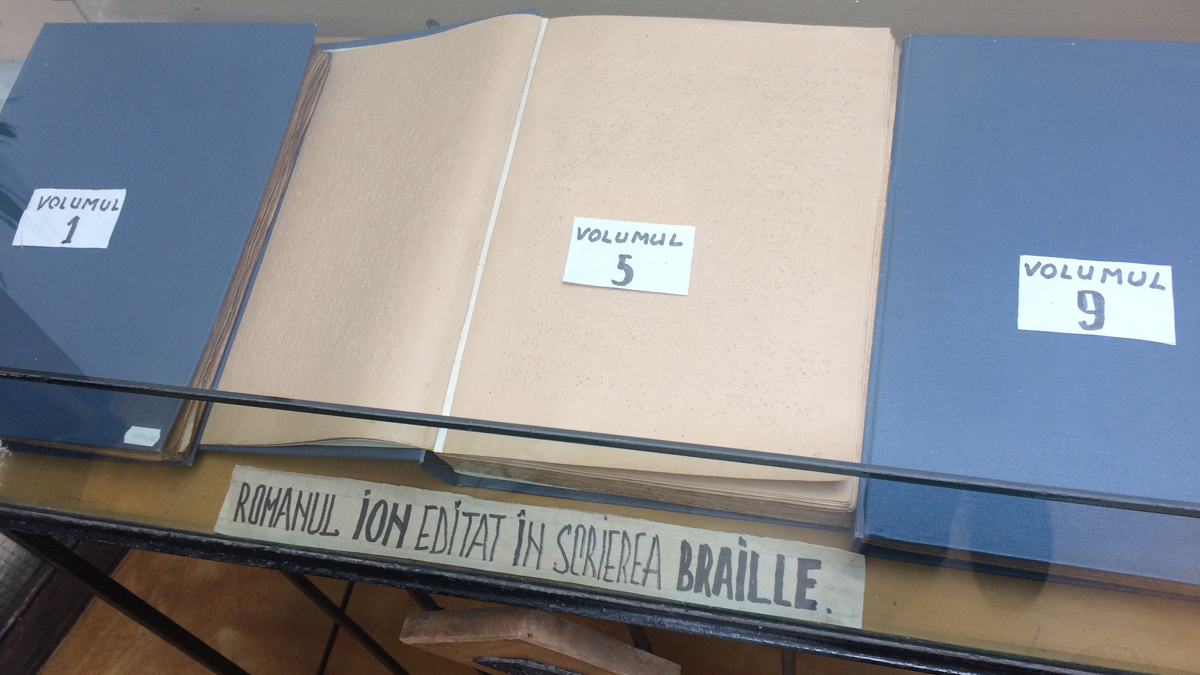 VOLUMUL
1
VOLUMUL
5
VOLUMUL
9
ROMANUL ION EDITAT ÎN SCRIEREA BRAILLE.